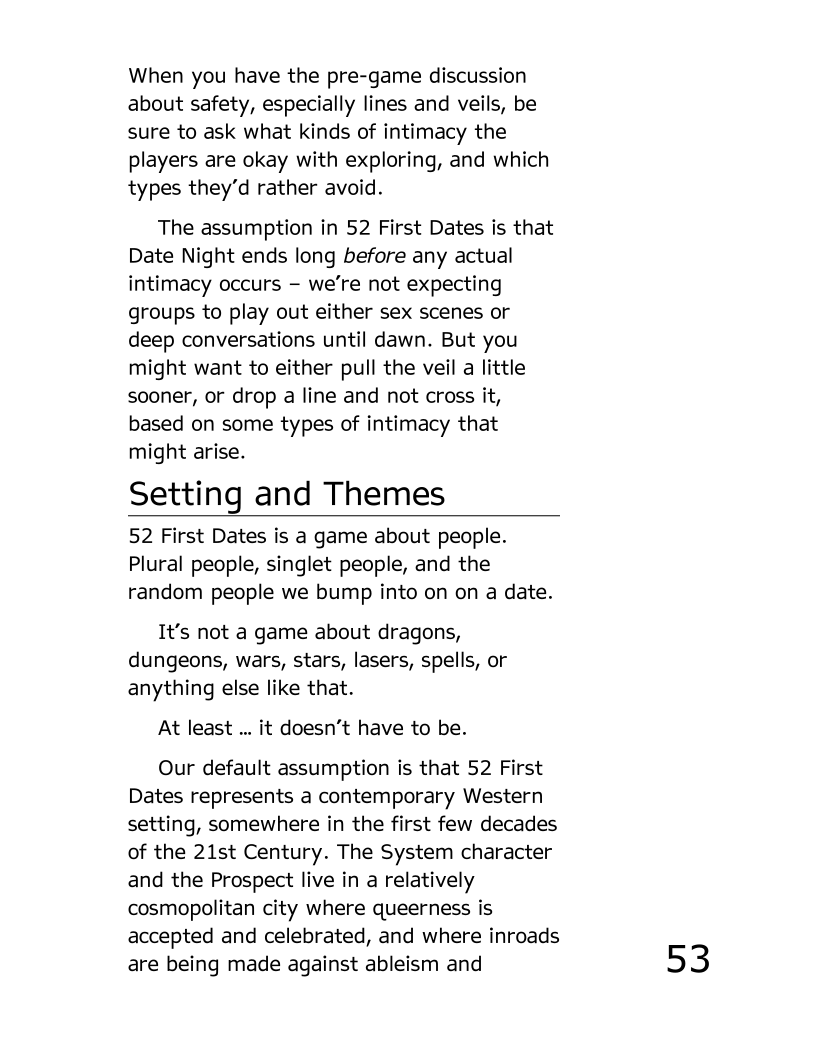 When you have the pre-game discussion
about safety, especially lines and veils, be
sure to ask what kinds of intimacy the
players are okay with exploring, and which
types they’d rather avoid.
The assumption in 52 First Dates is that
Date Night ends long before any actual
intimacy occurs – we’re not expecting
groups to play out either sex scenes or
deep conversations until dawn. But you
might want to either pull the veil a little
sooner, or drop a line and not cross it,
based on some types of intimacy that
might arise.
Setting and Themes
52 First Dates is a game about people.
Plural people, singlet people, and the
random people we bump into on on a date.
It’s not a game about dragons,
dungeons, wars, stars, lasers, spells, or
anything else like that.
At least … it doesn’t have to be.
Our default assumption is that 52 First
Dates represents a contemporary Western
setting, somewhere in the first few decades
of the 21st Century. The System character
and the Prospect live in a relatively
cosmopolitan city where queerness is
accepted and celebrated, and where inroads
are being made against ableism and
53